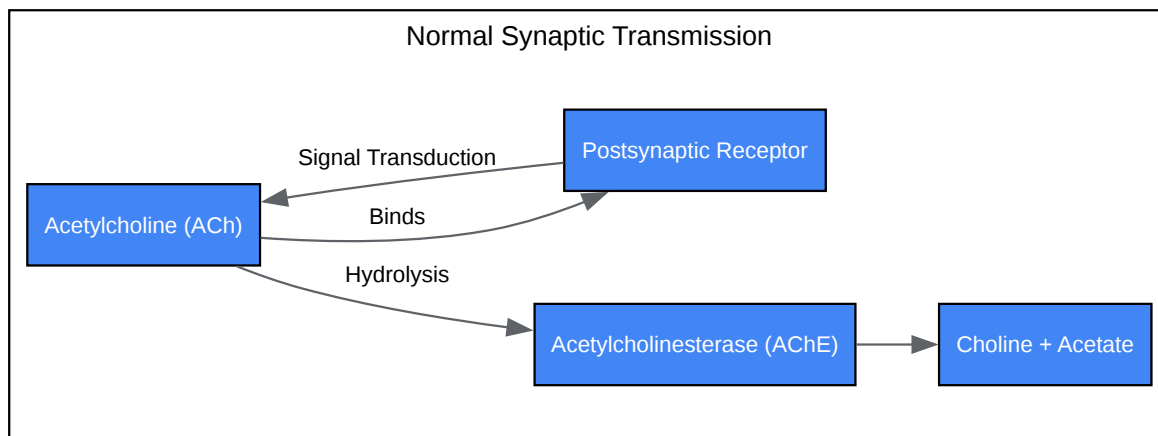 Normal Synaptic Transmission
Postsynaptic Receptor
Signal Transduction
Acetylcholine (ACh)
Binds
Hydrolysis
Acetylcholinesterase (AChE)
Choline + Acetate